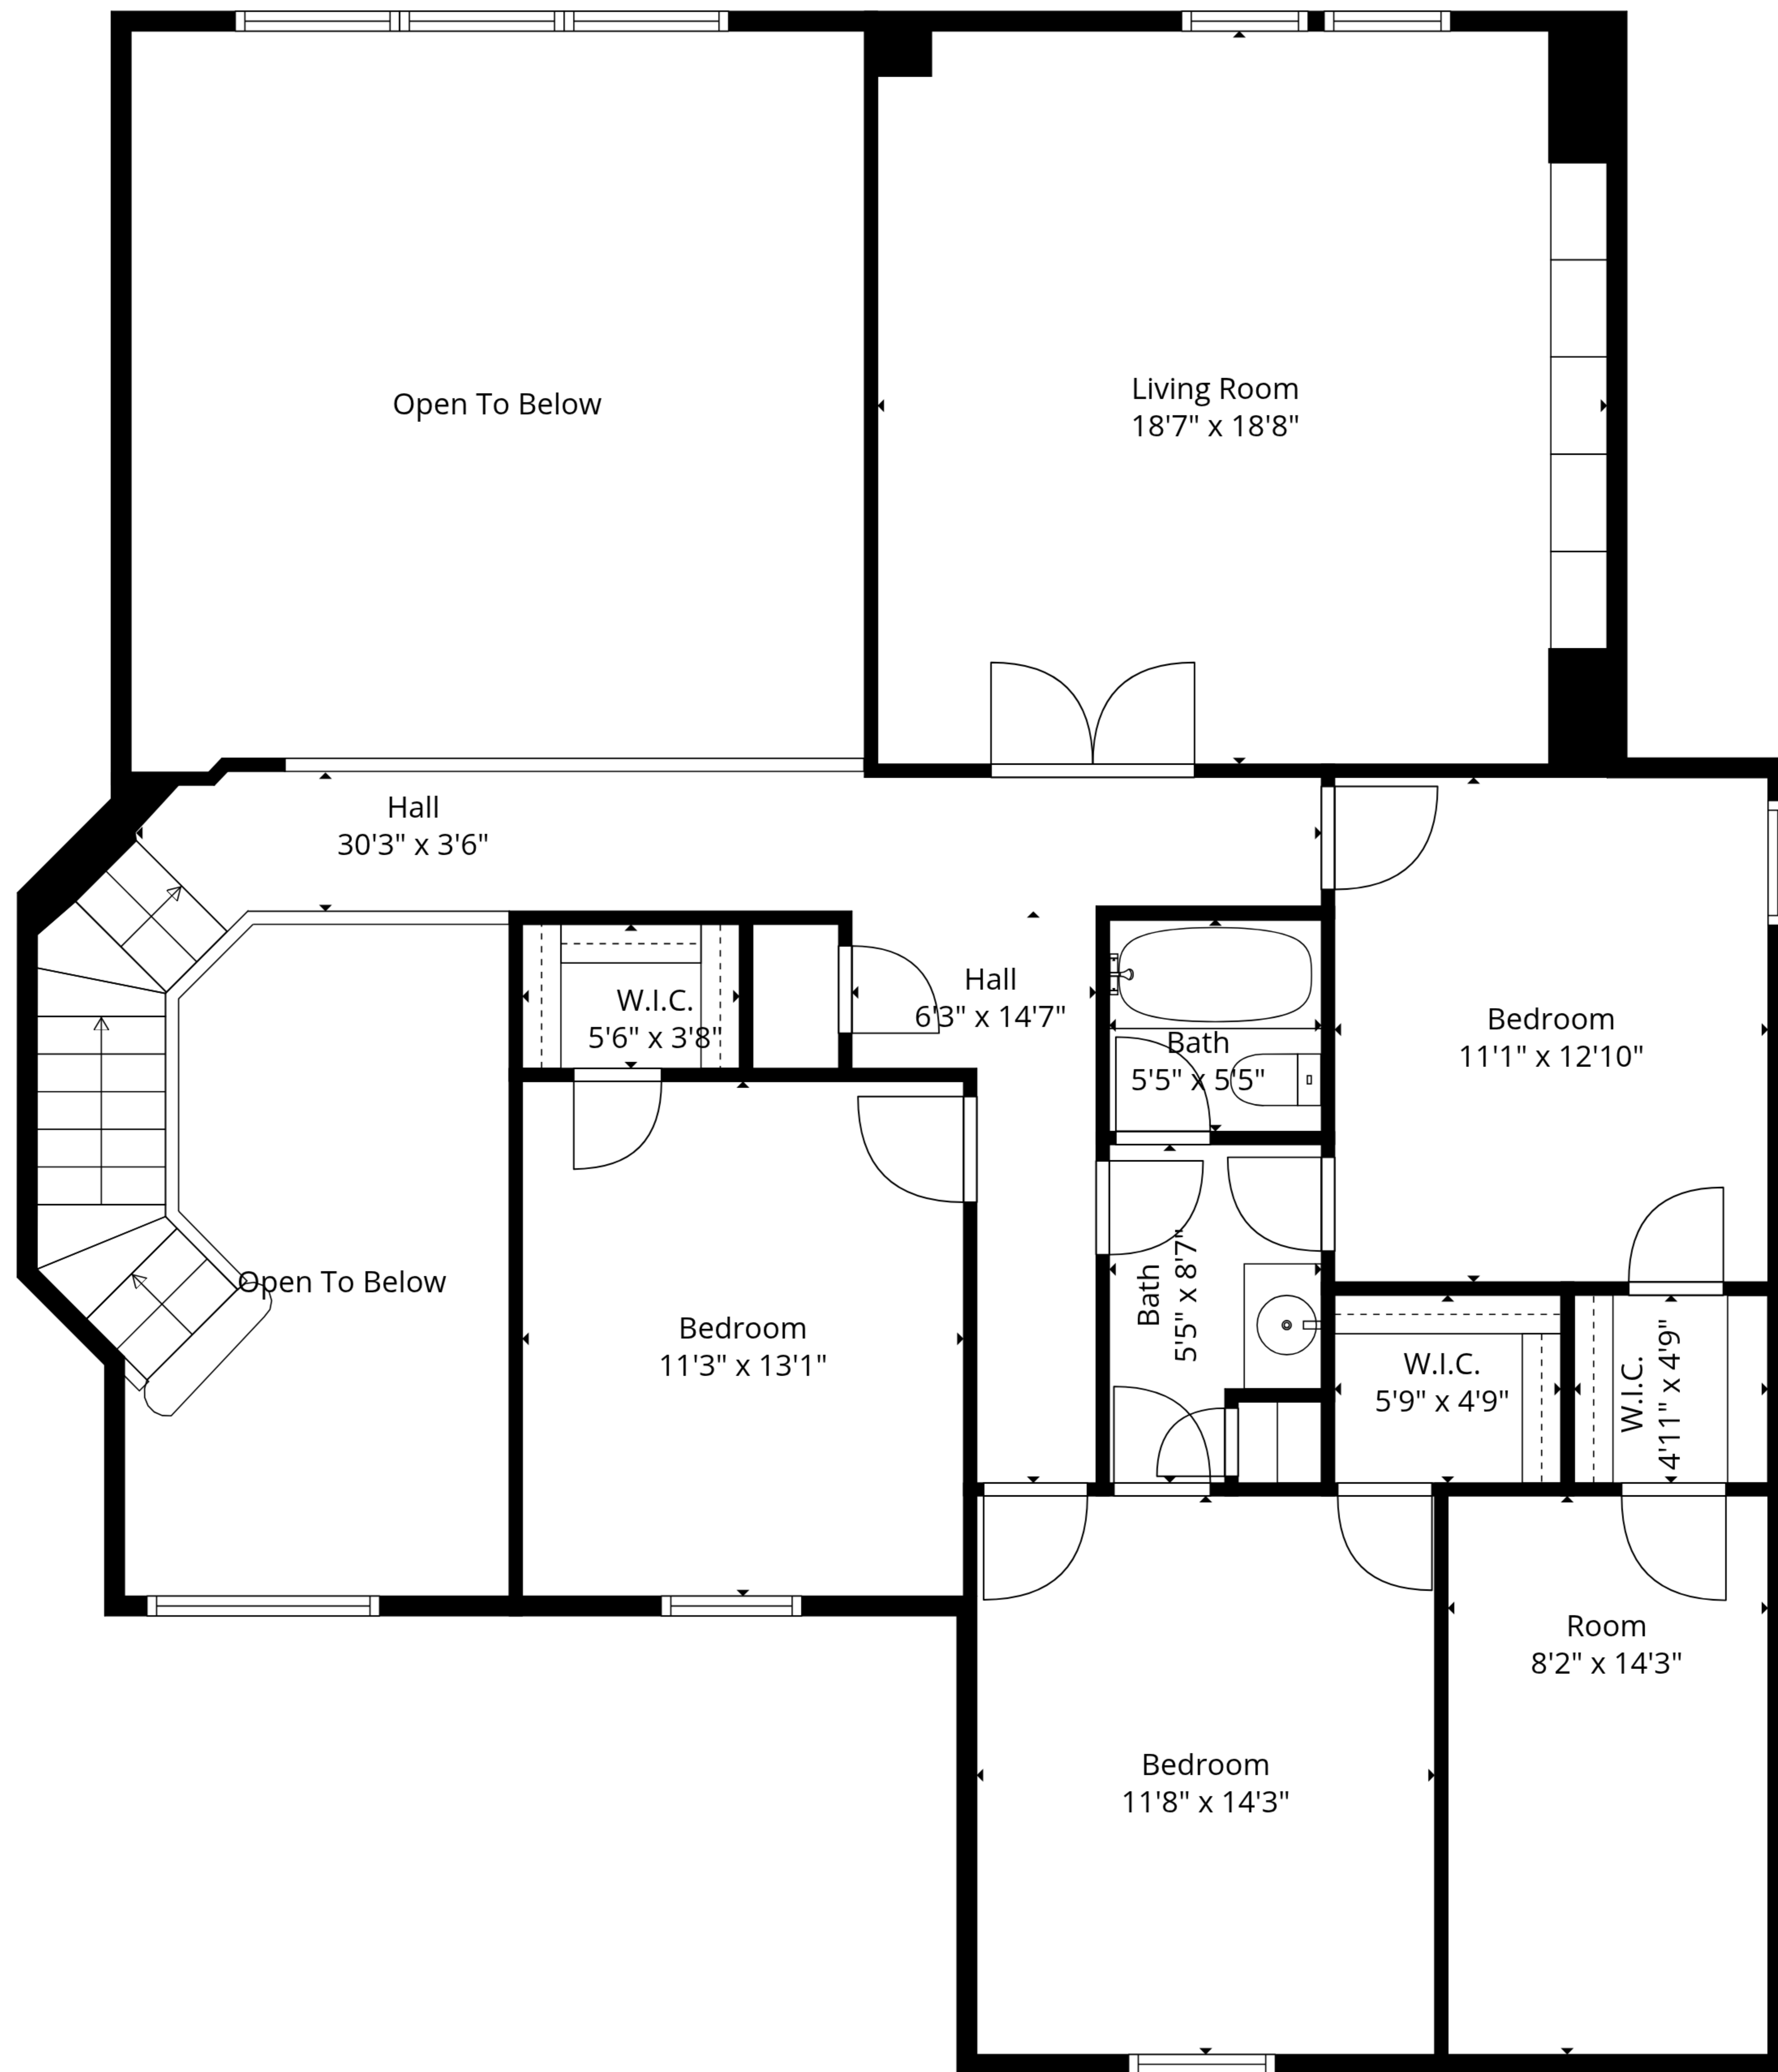 Open To Below
Living Room
18'7" x 18'8"
Hall
30'3" x 3'6"
W.I.C.
5'6" x 3'8"
Hall
6'3" x 14'7"
Bath
5'5" x 5'5"
Bedroom
11'1" x 12'10"
Open To Below
Bedroom
11'3" x 13'1"
Bath
5'5" x 8'7"
W.I.C.
5'9" x 4'9"
W.I.C.
4'11" x 4'9"
Room
8'2" x 14'3"
Bedroom
11'8" x 14'3"